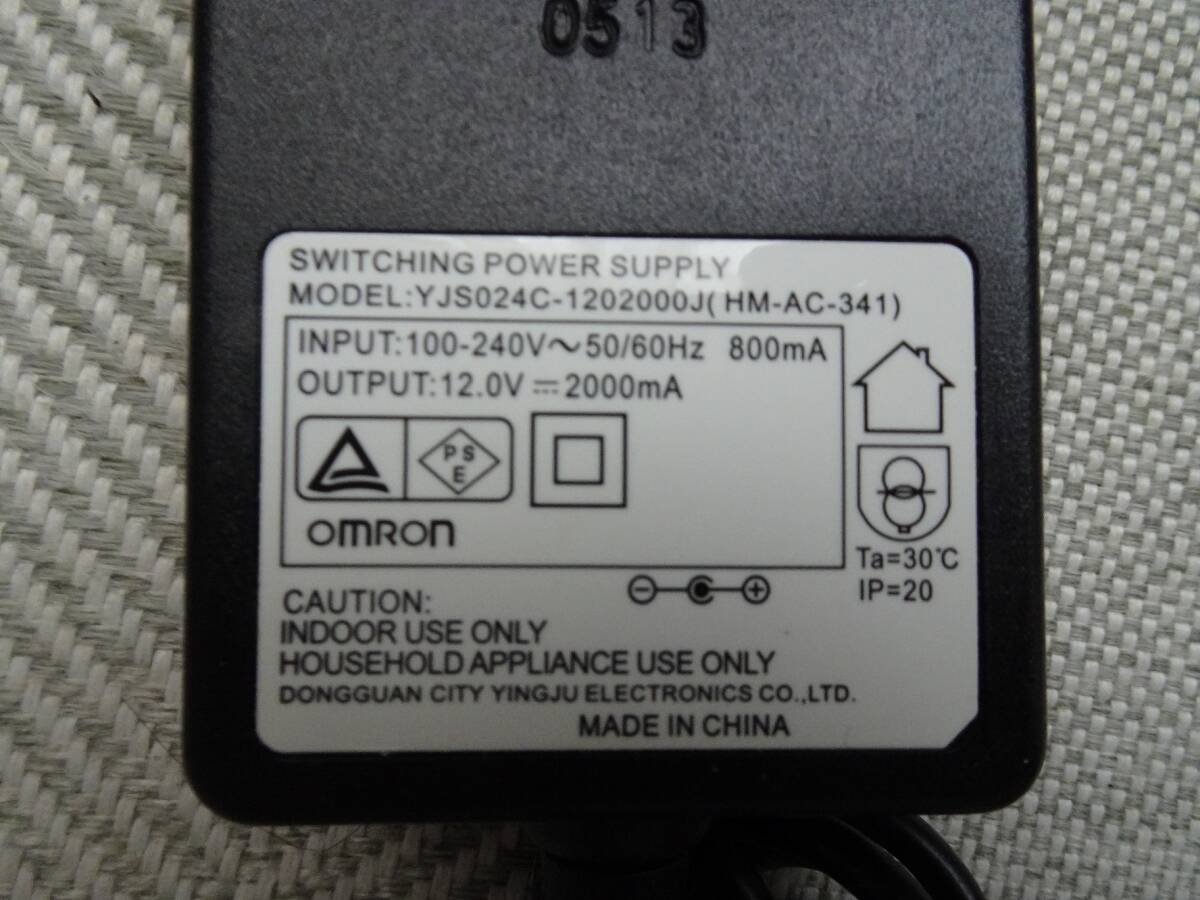 0513
SWITCHING POWER SUPPLY
MODEL:YJS024C-1202000J( HM-AC-341)
INPUT:100-240V～50/60Hz 800mA
OUTPUT:12.0V⎓2000mA
PS
E
OMRON
Ta=30℃
IP=20
CAUTION:
INDOOR USE ONLY
HOUSEHOLD APPLIANCE USE ONLY
DONGGUAN CITY YINGJU ELECTRONICS CO.,LTD.
MADE IN CHINA